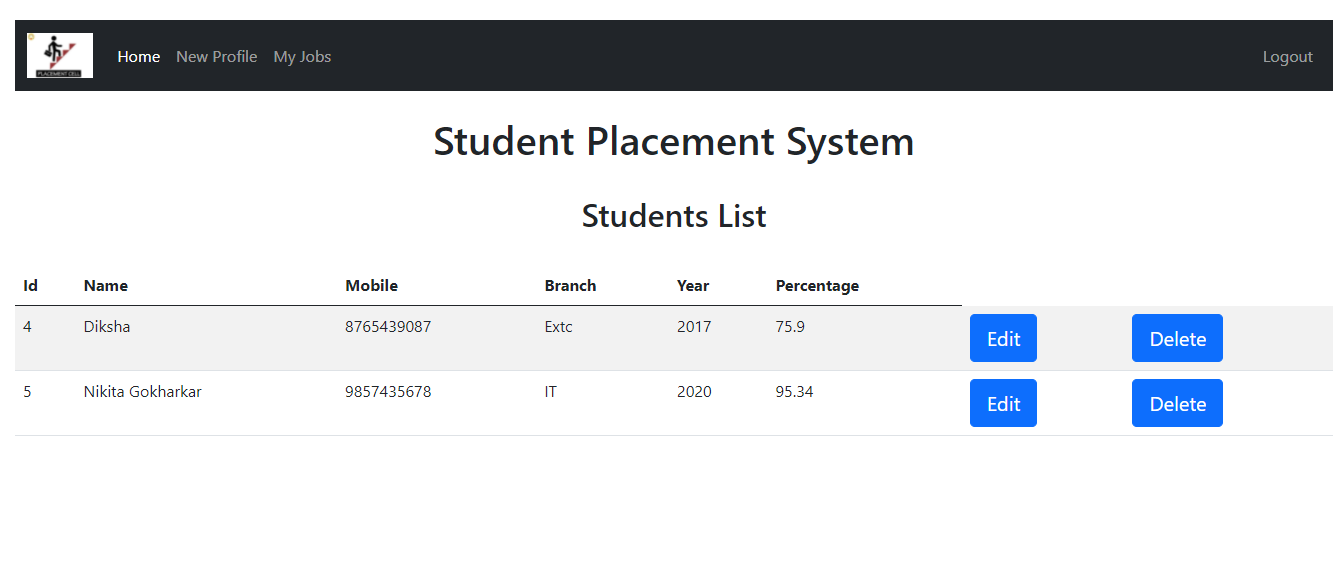 PLACEMENT CELL
Home New Profile My Jobs Logout
Student Placement System
Students List
Id Name Mobile Branch Year Percentage
4 Diksha 8765439087 Extc 2017 75.9 Edit Delete
5 Nikita Gokharkar 9857435678 IT 2020 95.34 Edit Delete